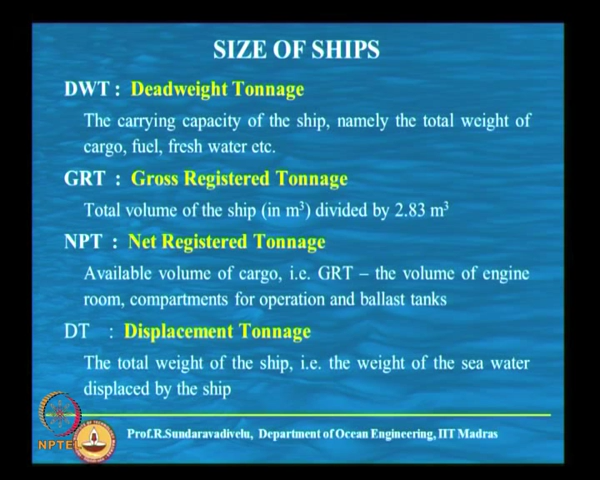 SIZE OF SHIPS
DWT : Deadweight Tonnage
The carrying capacity of the ship, namely the total weight of
cargo, fuel, fresh water etc.
GRT : Gross Registered Tonnage
Total volume of the ship (in m³) divided by 2.83 m³
NPT : Net Registered Tonnage
Available volume of cargo, i.e. GRT – the volume of engine
room, compartments for operation and ballast tanks
DT : Displacement Tonnage
The total weight of the ship, i.e. the weight of the sea water
displaced by the ship
NPTEL
Prof.R.Sundaravadivelu, Department of Ocean Engineering, IIT Madras